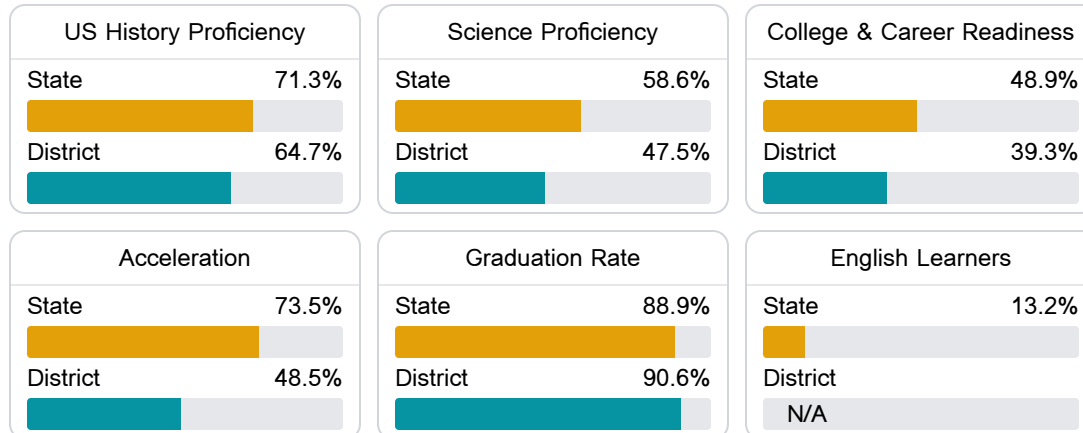 US History Proficiency
State 71.3%
District 64.7%
Science Proficiency
State 58.6%
District 47.5%
College & Career Readiness
State 48.9%
District 39.3%
Acceleration
State 73.5%
District 48.5%
Graduation Rate
State 88.9%
District 90.6%
English Learners
State 13.2%
District
N/A